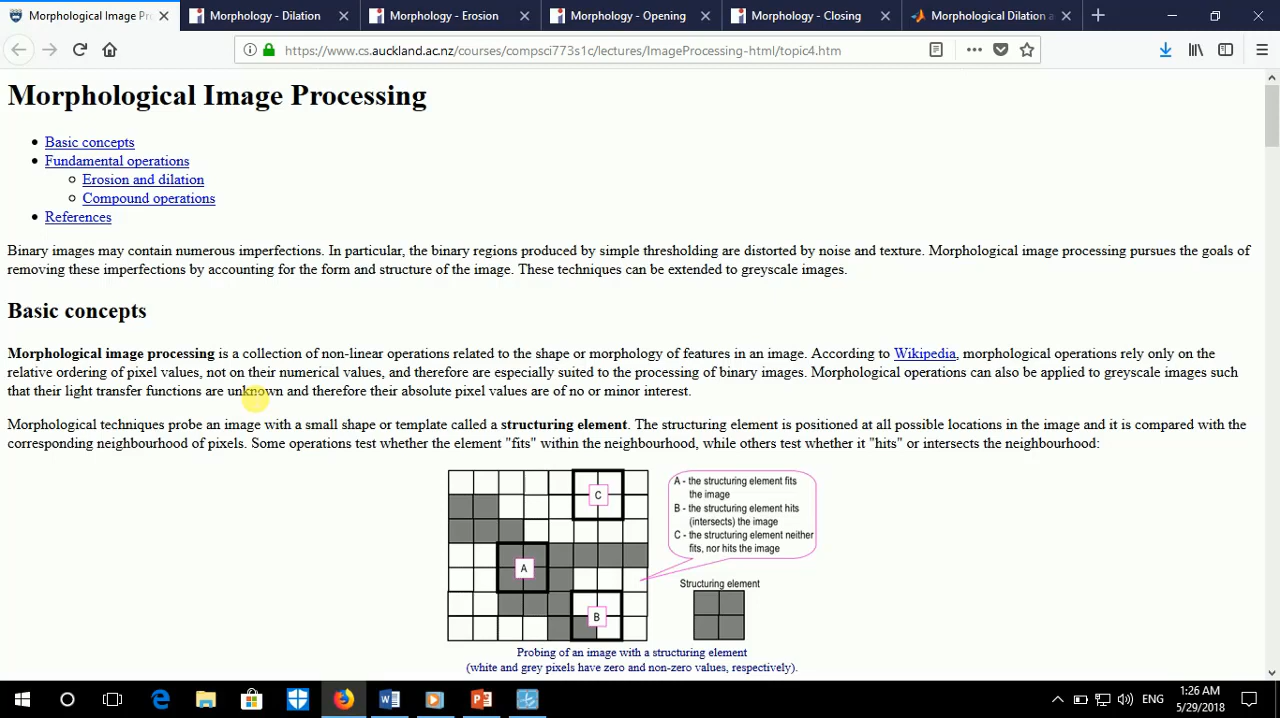 Morphological Image Pro
Morphology - Dilation
Morphology - Erosion
Morphology - Opening
Morphology - Closing
Morphological Dilation a
https://www.cs.auckland.ac.nz/courses/compsci773s1c/lectures/ImageProcessing-html/topic4.htm
Morphological Image Processing
Basic concepts
Fundamental operations
Erosion and dilation
Compound operations
References
Binary images may contain numerous imperfections. In particular, the binary regions produced by simple thresholding are distorted by noise and texture. Morphological image processing pursues the goals of
removing these imperfections by accounting for the form and structure of the image. These techniques can be extended to greyscale images.
Basic concepts
Morphological image processing is a collection of non-linear operations related to the shape or morphology of features in an image. According to Wikipedia, morphological operations rely only on the
relative ordering of pixel values, not on their numerical values, and therefore are especially suited to the processing of binary images. Morphological operations can also be applied to greyscale images such
that their light transfer functions are unknown and therefore their absolute pixel values are of no or minor interest.
Morphological techniques probe an image with a small shape or template called a structuring element. The structuring element is positioned at all possible locations in the image and it is compared with the
corresponding neighbourhood of pixels. Some operations test whether the element "fits" within the neighbourhood, while others test whether it "hits" or intersects the neighbourhood:
C
A
B
A - the structuring element fits
the image
B - the structuring element hits
(intersects) the image
C - the structuring element neither
fits, nor hits the image
Structuring element
Probing of an image with a structuring element
(white and grey pixels have zero and non-zero values, respectively).
ENG
1:26 AM
5/29/2018